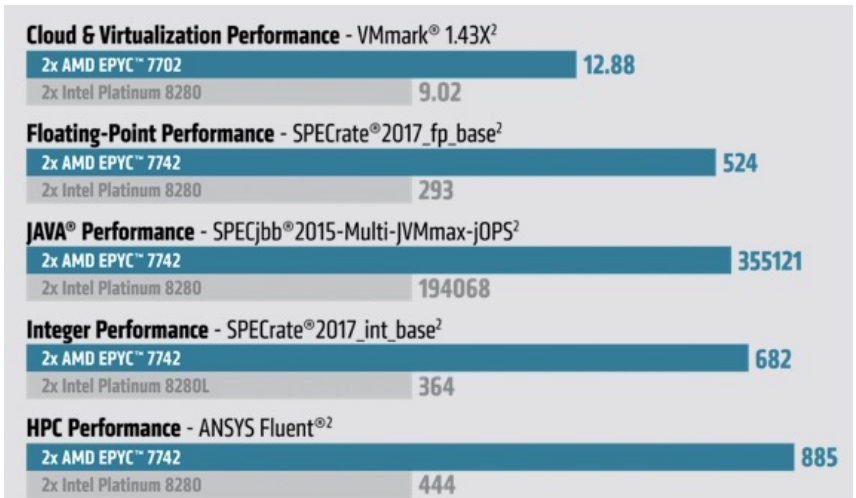 Cloud & Virtualization Performance - VMmark® 1.43X²
2x AMD EPYC™ 7702 12.88
2x Intel Platinum 8280 9.02
Floating-Point Performance - SPECrate®2017_fp_base²
2x AMD EPYC™ 7742 524
2x Intel Platinum 8280 293
JAVA® Performance - SPECjbb®2015-Multi-JVMmax-jOPS²
2x AMD EPYC™ 7742 355121
2x Intel Platinum 8280 194068
Integer Performance - SPECrate®2017_int_base²
2x AMD EPYC™ 7742 682
2x Intel Platinum 8280L 364
HPC Performance - ANSYS Fluent®²
2x AMD EPYC™ 7742 885
2x Intel Platinum 8280 444